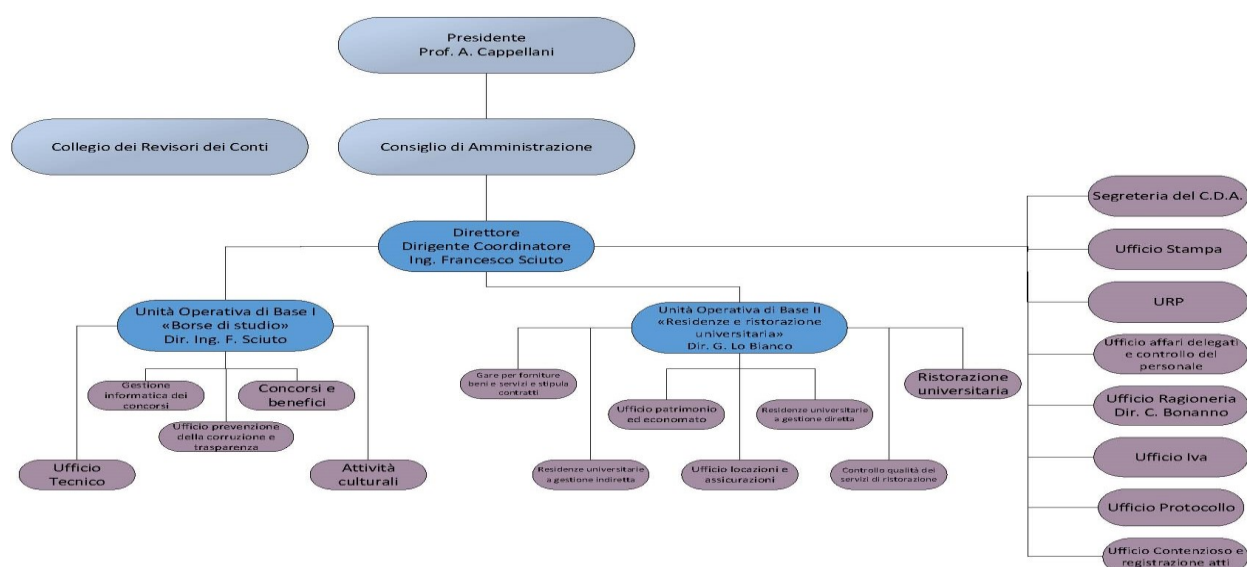 Presidente
Prof. A. Cappellani
Collegio dei Revisori dei Conti
Consiglio di Amministrazione
Direttore
Dirigente Coordinatore
Ing. Francesco Sciuto
Unità Operativa di Base I
«Borse di studio»
Dir. Ing. F. Sciuto
Gestione
informatica dei
concorsi
Concorsi e
benefici
Ufficio prevenzione
della corruzione e
trasparenza
Ufficio
Tecnico
Attività
culturali
Unità Operativa di Base II
«Residenze e ristorazione
universitaria»
Dir. G. Lo Bianco
Gare per forniture
beni e servizi e stipula
contratti
Ristorazione
universitaria
Ufficio patrimonio
ed economato
Residenze universitarie
a gestione diretta
Residenze universitarie
a gestione indiretta
Ufficio locazioni e
assicurazioni
Controllo qualità dei
servizi di ristorazione
Segreteria del C.D.A.
Ufficio Stampa
URP
Ufficio affari delegati
e controllo del
personale
Ufficio Ragioneria
Dir. C. Bonanno
Ufficio Iva
Ufficio Protocollo
Ufficio Contenzioso e
registrazione atti